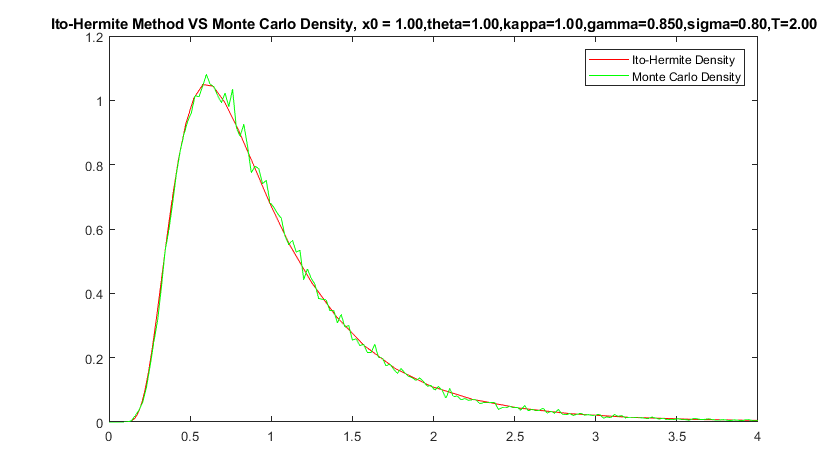 Ito-Hermite Method VS Monte Carlo Density, x0 = 1.00,theta=1.00,kappa=1.00,gamma=0.850,sigma=0.80,T=2.00
1.2
Ito-Hermite Density
Monte Carlo Density
1
0.8
0.6
0.4
0.2
0
0 0.5 1 1.5 2 2.5 3 3.5 4